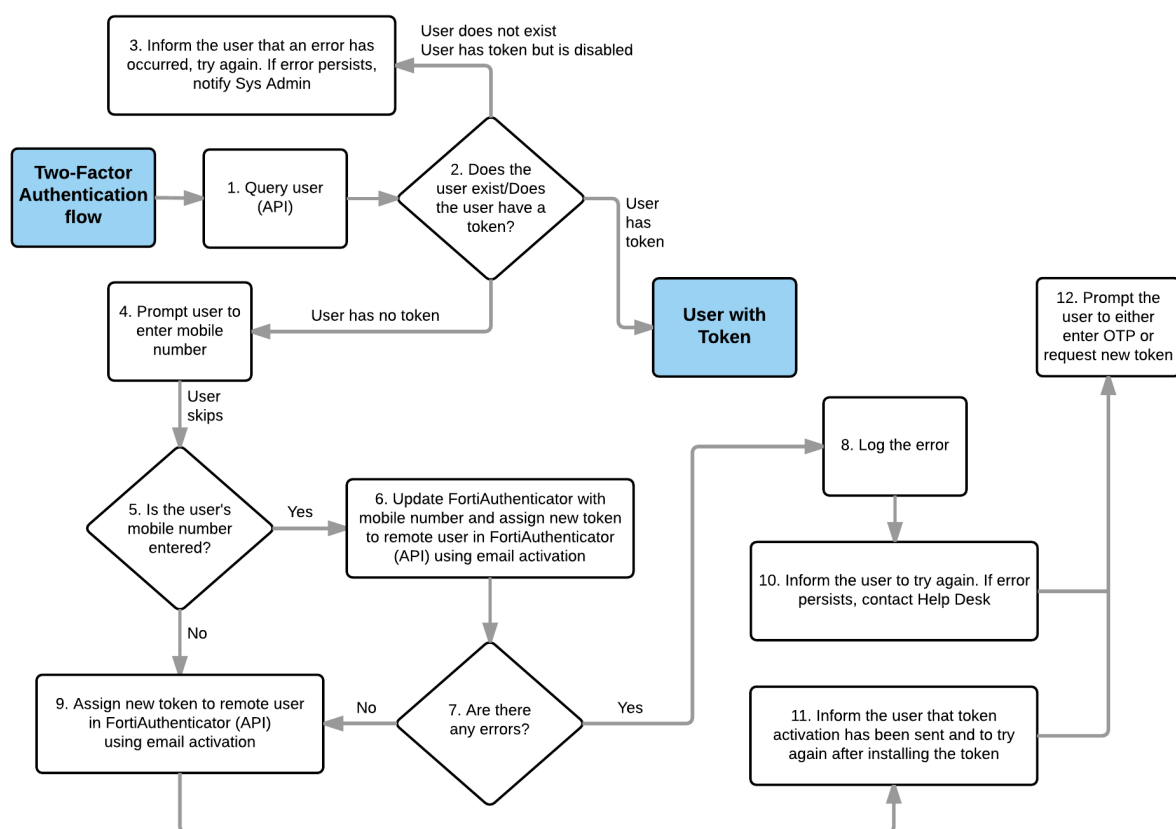 3. Inform the user that an error has
occurred, try again. If error persists,
notify Sys Admin
User does not exist
User has token but is disabled
Two-Factor
Authentication
flow
1. Query user
(API)
2. Does the
user exist/Does
the user have a
token?
User
has
token
4. Prompt user to
enter mobile
number
User has no token
User with
Token
12. Prompt the
user to either
enter OTP or
request new token
User
skips
8. Log the error
5. Is the user's
mobile number
entered?
Yes
6. Update FortiAuthenticator with
mobile number and assign new token
to remote user in FortiAuthenticator
(API) using email activation
10. Inform the user to try again. If error
persists, contact Help Desk
No
9. Assign new token to remote user
in FortiAuthenticator (API)
using email activation
No
7. Are there
any errors?
Yes
11. Inform the user that token
activation has been sent and to try
again after installing the token